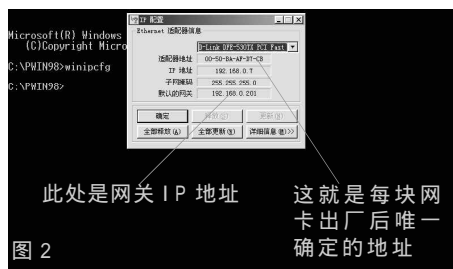 Microsoft(R) Windows
(C)Copyright Micro
C:\PWIN98>winipcfg
C:\PWIN98>
IP 配置
Ethernet 适配器信息
D-Link DFE-530TX PCI Fast
适配器地址 00-50-BA-AF-D7-CB
IP 地址 192.168.0.7
子网掩码 255.255.255.0
默认的网关 192.168.0.201
确定
释放(S)
更新(N)
全部释放(A)
全部更新(W)
详细信息(M)>>
此处是网关IP地址
这就是每块网
卡出厂后唯一
确定的地址
图2